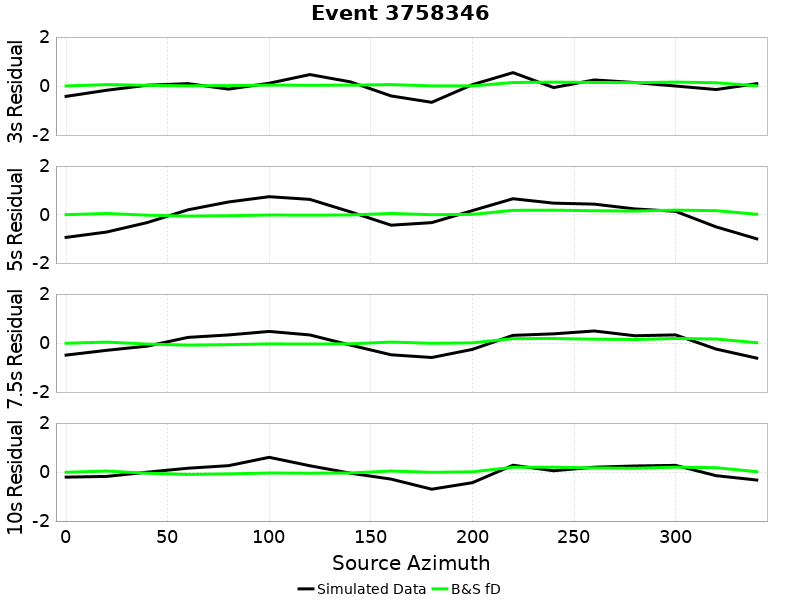 Event 3758346
3s Residual
2
0
-2
5s Residual
2
0
-2
7.5s Residual
2
0
-2
10s Residual
2
0
-2
0 50 100 150 200 250 300
Source Azimuth
Simulated Data B&S fD